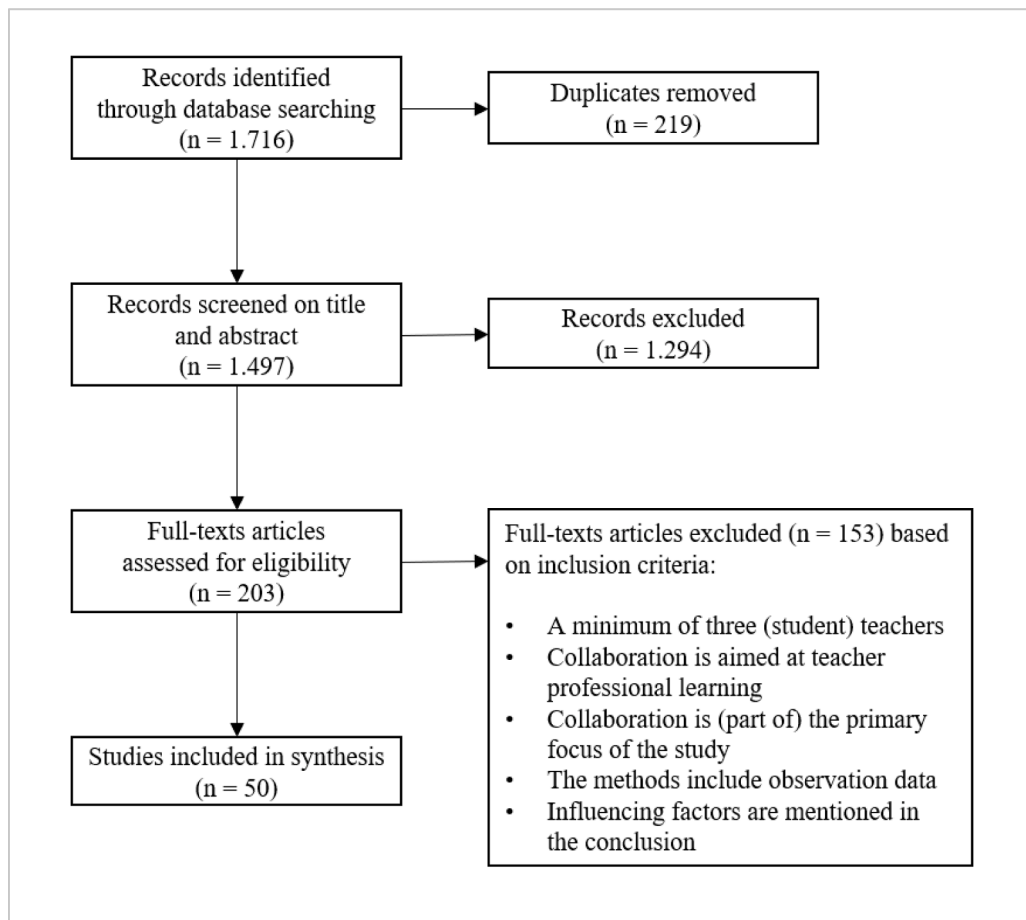 Records identified
through database searching
(n = 1.716)
Duplicates removed
(n = 219)
Records screened on title
and abstract
(n = 1.497)
Records excluded
(n = 1.294)
Full-texts articles
assessed for eligibility
(n = 203)
Full-texts articles excluded (n = 153) based
on inclusion criteria:
• A minimum of three (student) teachers
• Collaboration is aimed at teacher
professional learning
• Collaboration is (part of) the primary
focus of the study
• The methods include observation data
• Influencing factors are mentioned in
the conclusion
Studies included in synthesis
(n = 50)